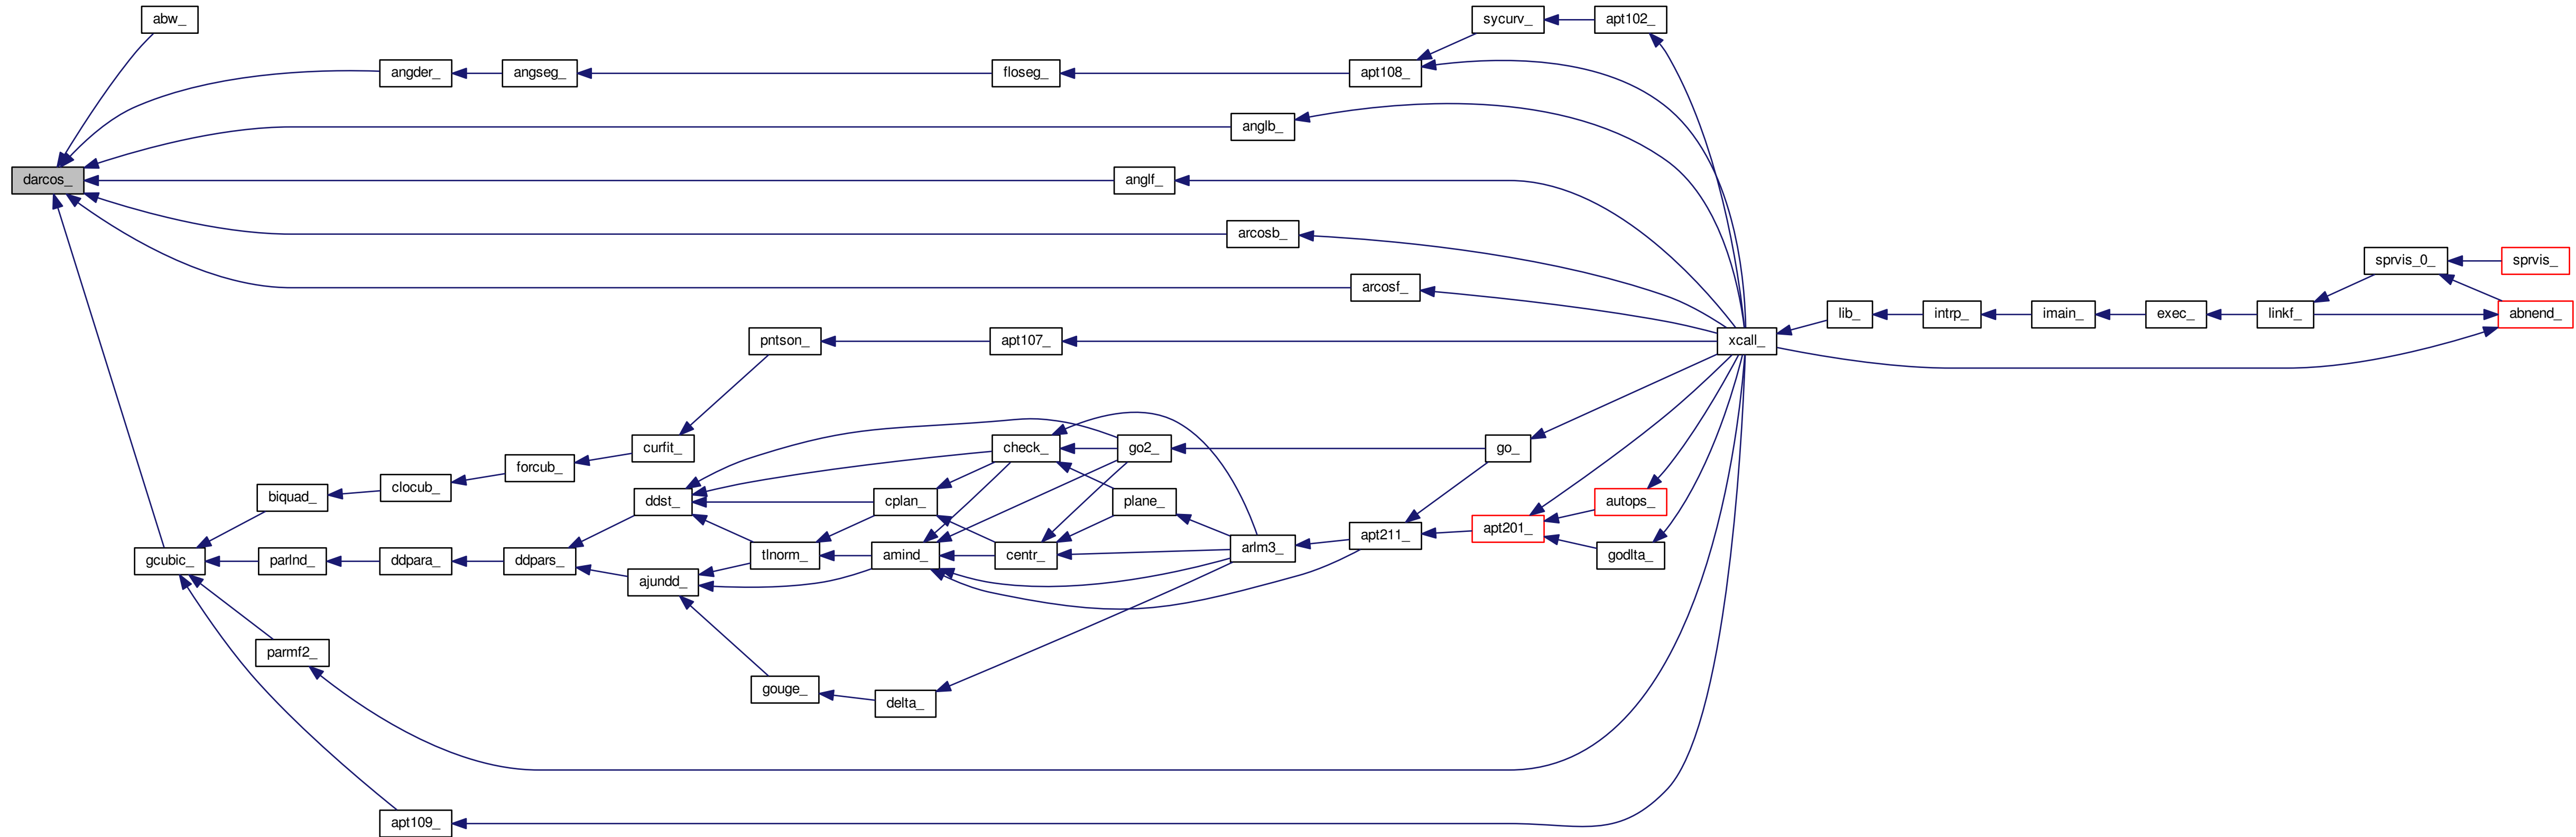 abw_
sycurv_
apt102_
angder_
angseg_
floseg_
apt108_
anglb_
darcos_
anglf_
arcosb_
arcosf_
sprvis_0_
sprvis_
lib_
intrp_
imain_
exec_
linkf_
abnend_
pntson_
apt107_
xcall_
curfit_
check_
go2_
go_
forcub_
clocub_
biquad_
ddst_
cplan_
plane_
autops_
apt201_
apt211_
gcubic_
parlnd_
ddpara_
ddpars_
tlnorm_
amind_
centr_
arlm3_
godlta_
ajundd_
parmf2_
gouge_
delta_
apt109_